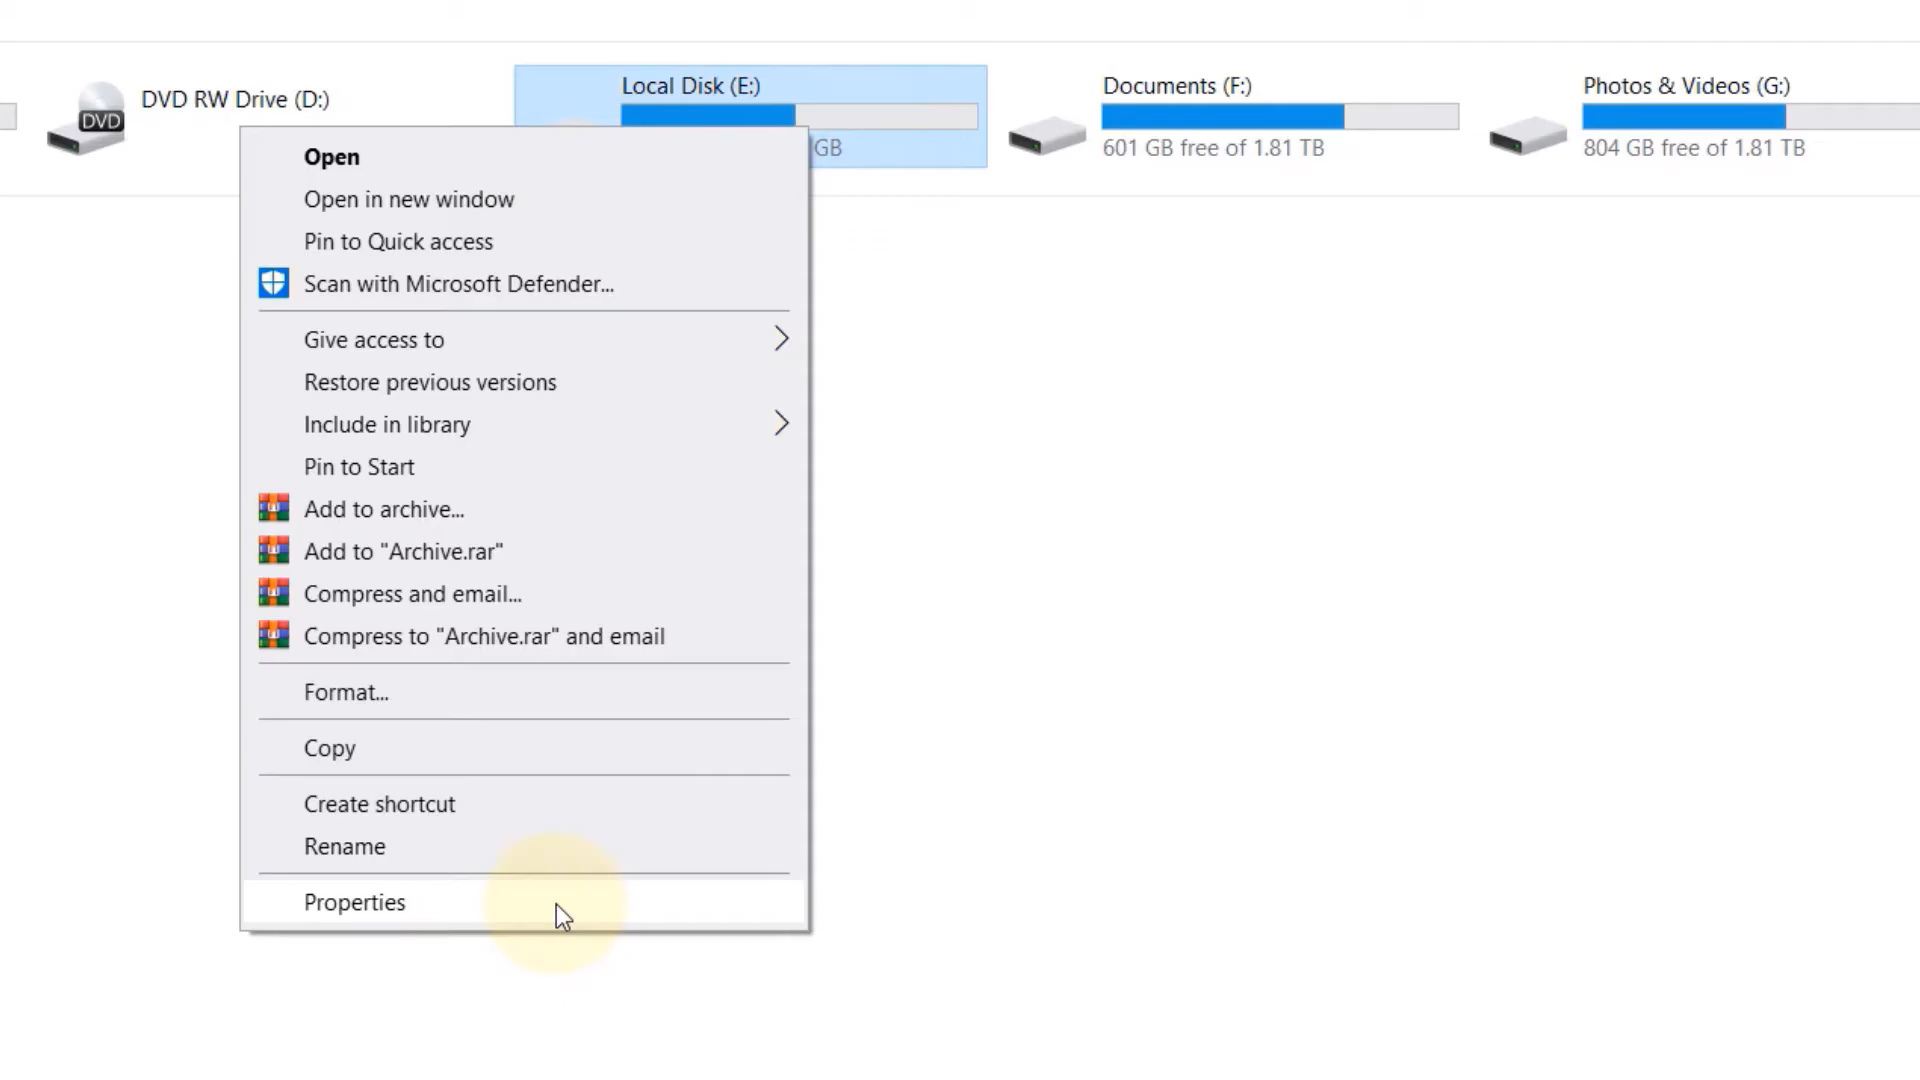 DVD RW Drive (D:)
DVD
Local Disk (E:)
GB
Documents (F:)
601 GB free of 1.81 TB
Photos & Videos (G:)
804 GB free of 1.81 TB
Open
Open in new window
Pin to Quick access
Scan with Microsoft Defender...
Give access to
Restore previous versions
Include in library
Pin to Start
Add to archive...
Add to "Archive.rar"
Compress and email...
Compress to "Archive.rar" and email
Format...
Copy
Create shortcut
Rename
Properties